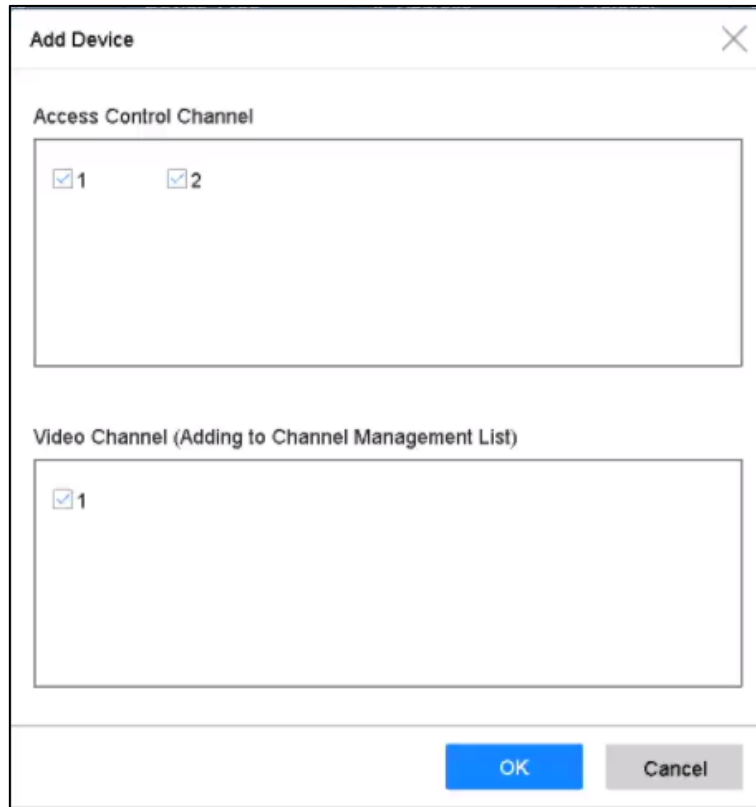 Add Device
Access Control Channel
1 2
Video Channel (Adding to Channel Management List)
1
OK Cancel